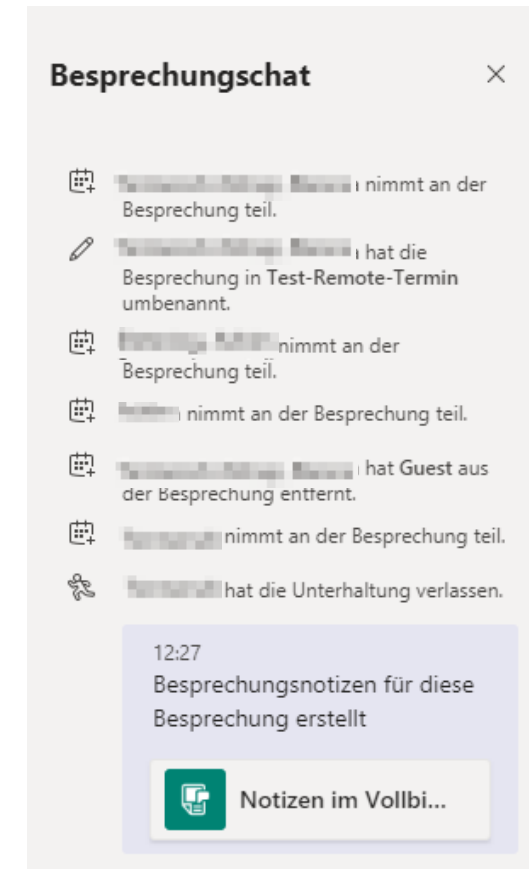 Besprechungschat
nimmt an der
Besprechung teil.
hat die
Besprechung in Test-Remote-Termin
umbenannt.
nimmt an der
Besprechung teil.
nimmt an der Besprechung teil.
hat Guest aus
der Besprechung entfernt.
nimmt an der Besprechung teil.
hat die Unterhaltung verlassen.
12:27
Besprechungsnotizen für diese
Besprechung erstellt
Notizen im Vollbi...